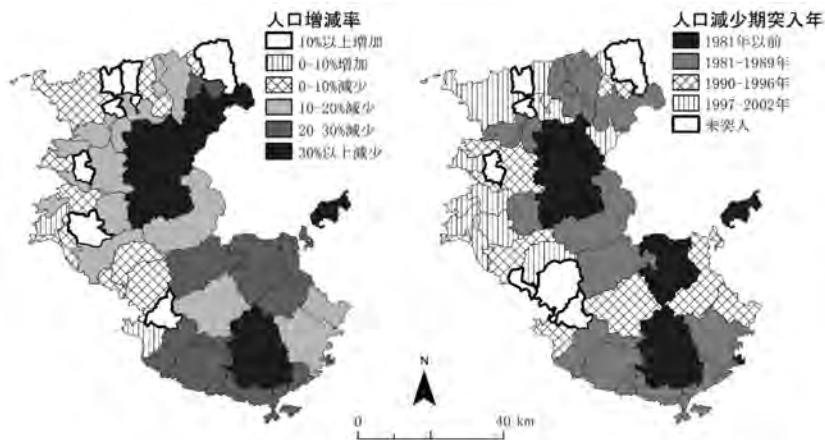 人口増減率
10%以上増加
0-10%増加
0-10%減少
10-20%減少
20-30%減少
30%以上減少
人口減少期突入年
1981年以前
1981-1989年
1990-1996年
1997-2002年
未突入
N
0 40 km